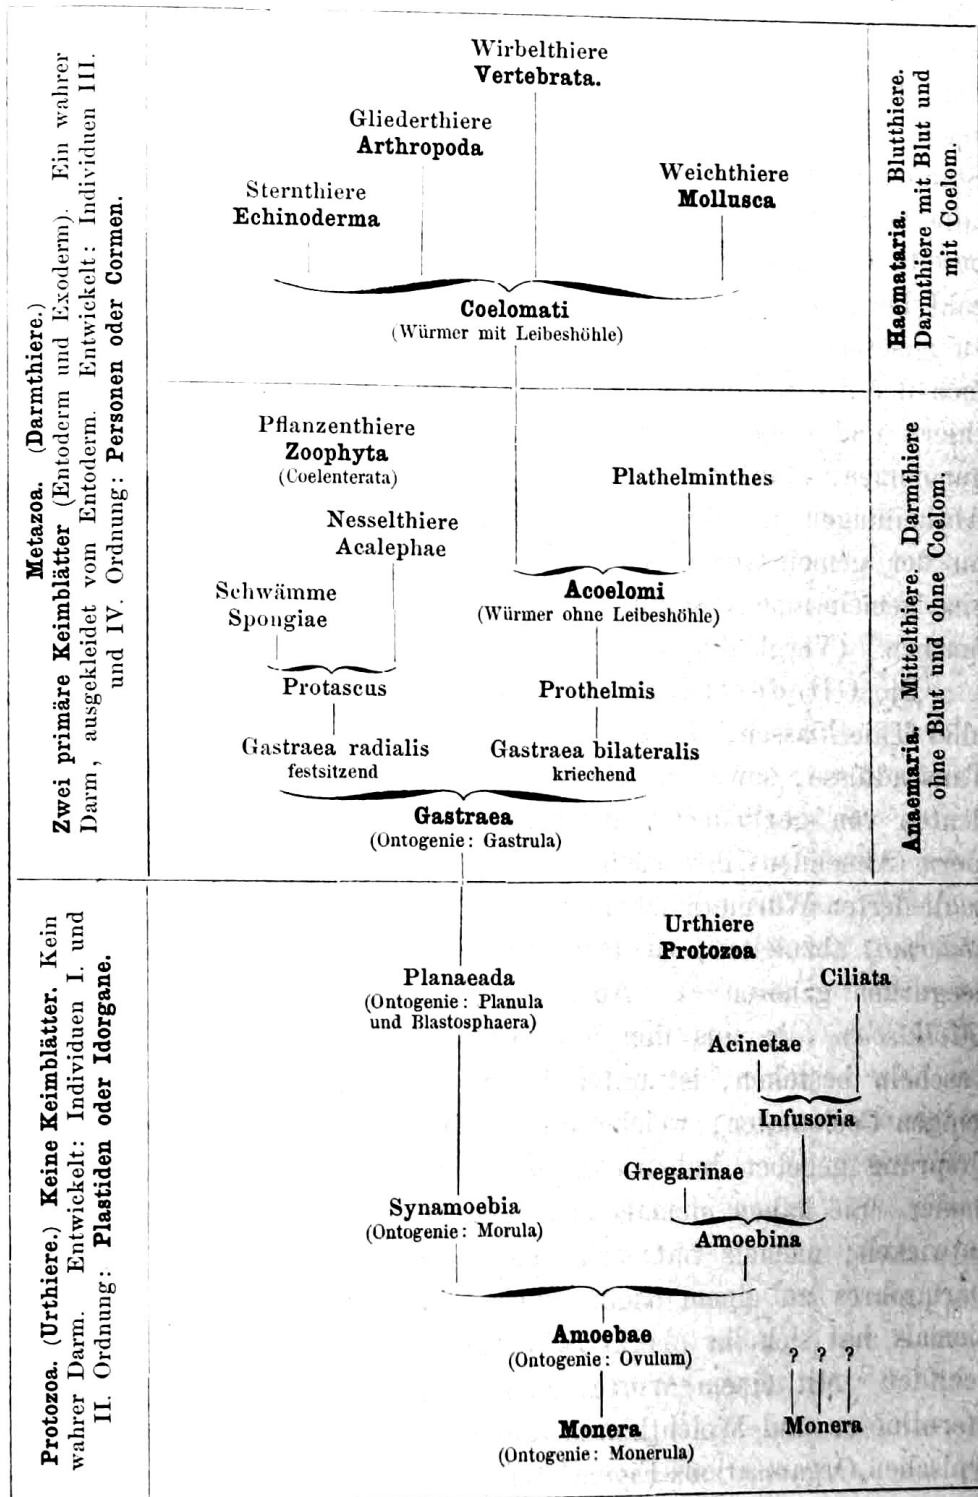 Metazoa. (Darmthiere.)
Zwei primäre Keimblätter (Entoderm und Exoderm). Ein wahrer
Darm, ausgekleidet vom Entoderm. Entwickelt: Individuen III.
und IV. Ordnung: Personen oder Cormen.
Wirbelthiere
Vertebrata.
Gliederthiere
Arthropoda
Weichthiere
Mollusca
Sternthiere
Echinoderma
Coelomati
(Würmer mit Leibeshöhle)
Haemataria. Blutthiere.
Darmthiere mit Blut und
mit Coelom.
Pflanzenthiere
Zoophyta
(Coelenterata)
Plathelminthes
Nesselthiere
Acalephae
Schwämme
Spongiae
Acoelomi
(Würmer ohne Leibeshöhle)
Protascus
Prothelmis
Gastraea radialis
festsitzend
Gastraea bilateralis
kriechend
Gastraea
(Ontogenie: Gastrula)
Anaemaria. Mittelthiere. Darmthiere
ohne Blut und ohne Coelom.
Protozoa. (Urthiere.) Keine Keimblätter. Kein
wahrer Darm. Entwickelt: Individuen I. und
II. Ordnung: Plastiden oder Idorgane.
Urthiere
Protozoa
Planaeada
(Ontogenie: Planula
und Blastosphaera)
Ciliata
Acinetae
Infusoria
Gregarinae
Synamoebia
(Ontogenie: Morula)
Amoebina
Amoebae
(Ontogenie: Ovulum)
? ? ?
Monera
(Ontogenie: Monerula)
Monera